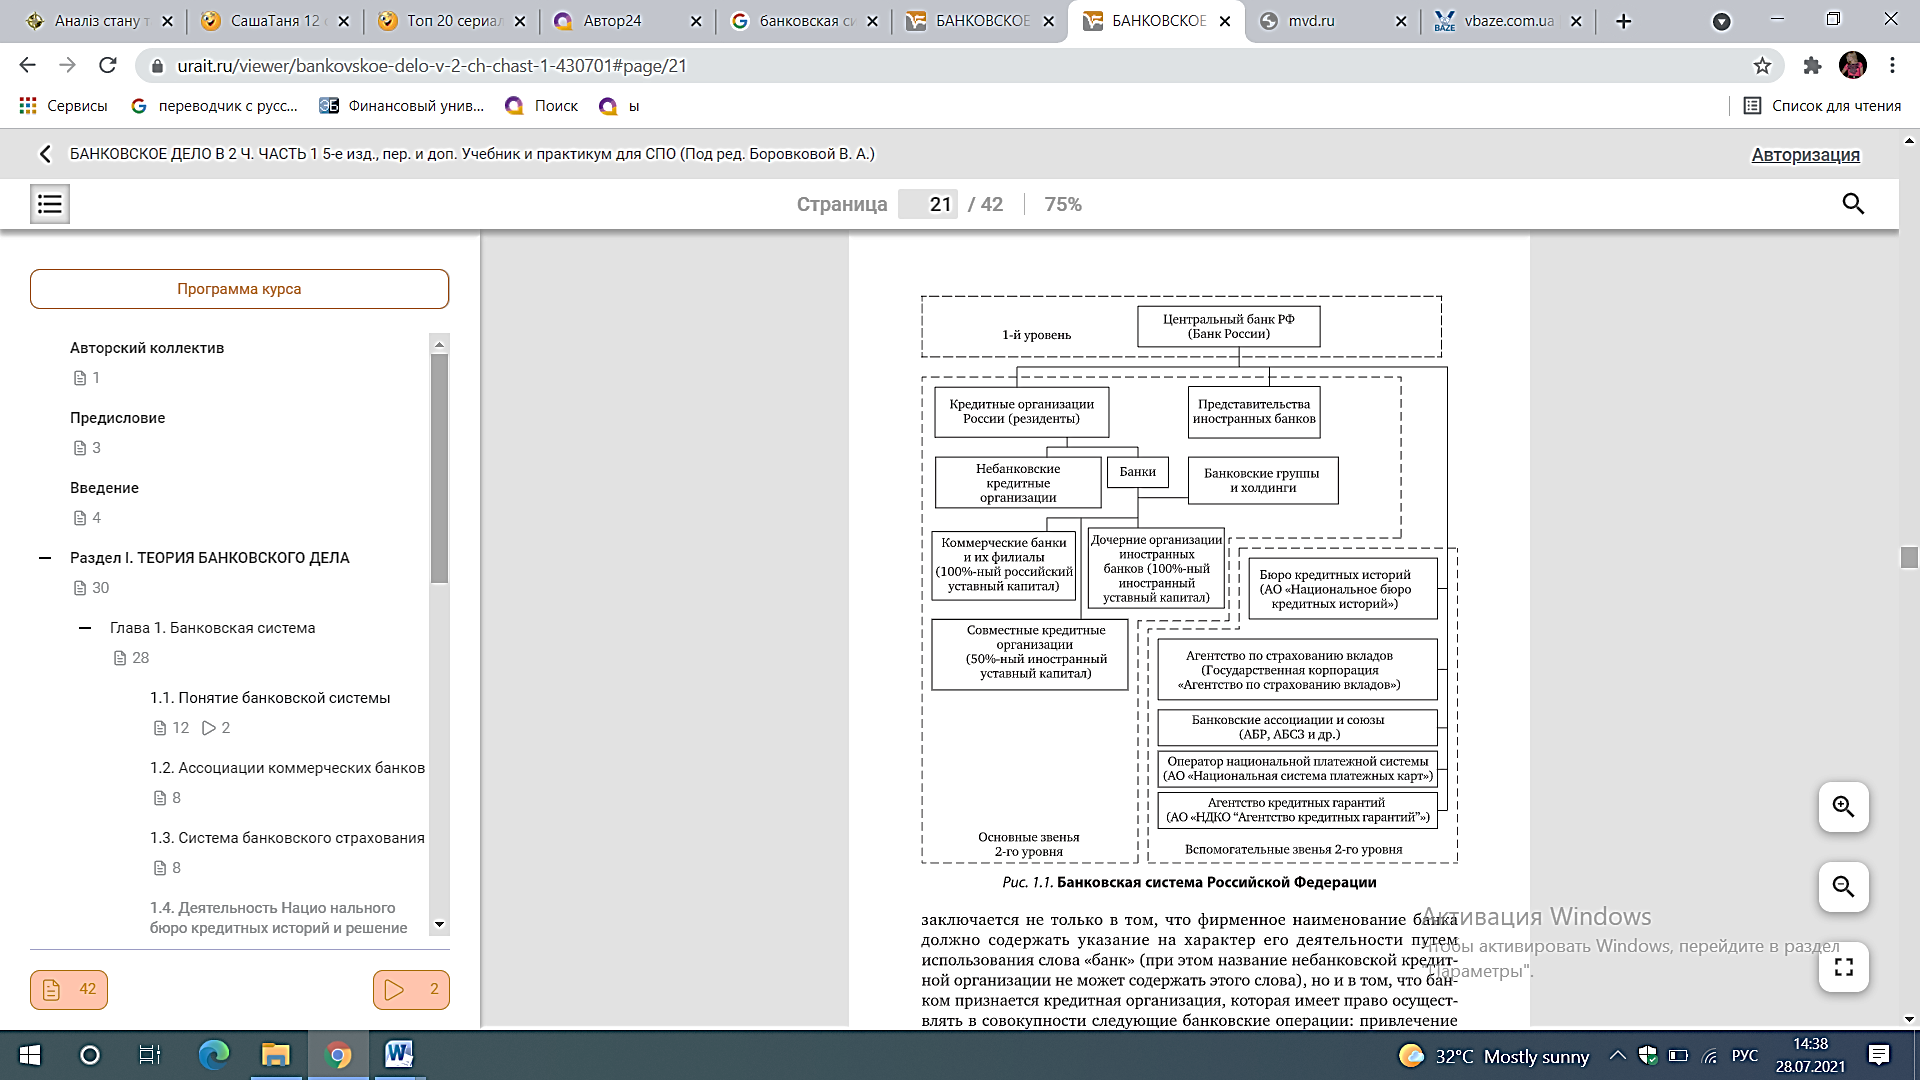 Аналіз стану т
СашаТаня 12 с
Топ 20 сериал
Автор24
банковская си
БАНКОВСКОЕ
БАНКОВСКОЕ
mvd.ru
vbaze.com.ua
urait.ru/viewer/bankovskoe-delo-v-2-ch-chast-1-430701#page/21
Сервисы
переводчик с русс...
Финансовый унив...
Поиск
ы
Список для чтения
БАНКОВСКОЕ ДЕЛО В 2 Ч. ЧАСТЬ 1 5-е изд., пер. и доп. Учебник и практикум для СПО (Под ред. Боровковой В. А.)
Авторизация
Страница 21 / 42 75%
Программа курса
Авторский коллектив
1
Предисловие
3
Введение
4
Раздел I. ТЕОРИЯ БАНКОВСКОГО ДЕЛА
30
Глава 1. Банковская система
28
1.1. Понятие банковской системы
12 2
1.2. Ассоциации коммерческих банков
8
1.3. Система банковского страхования
8
1.4. Деятельность Нацио нального
бюро кредитных историй и решение
42
2
1-й уровень
Центральный банк РФ
(Банк России)
Кредитные организации
России (резиденты)
Представительства
иностранных банков
Небанковские
кредитные
организации
Банки
Банковские группы
и холдинги
Коммерческие банки
и их филиалы
(100%-ный российский
уставный капитал)
Дочерние организации
иностранных
банков (100%-ный
иностранный
уставный капитал)
Бюро кредитных историй
(АО «Национальное бюро
кредитных историй»)
Совместные кредитные
организации
(50%-ный иностранный
уставный капитал)
Агентство по страхованию вкладов
(Государственная корпорация
«Агентство по страхованию вкладов»)
Банковские ассоциации и союзы
(АБР, АБСЗ и др.)
Оператор национальной платежной системы
(АО «Национальная система платежных карт»)
Агентство кредитных гарантий
(АО «НДКО “Агентство кредитных гарантий”»)
Основные звенья
2-го уровня
Вспомогательные звенья 2-го уровня
Рис. 1.1. Банковская система Российской Федерации
заключается не только в том, что фирменное наименование банка
должно содержать указание на характер его деятельности путем
использования слова «банк» (при этом название небанковской кредит-
ной организации не может содержать этого слова), но и в том, что бан-
ком признается кредитная организация, которая имеет право осущест-
влять в совокупности следующие банковские операции: привлечение
Активация Windows
Чтобы активировать Windows, перейдите в раздел
"Параметры".
32°C Mostly sunny
РУС
14:38
28.07.2021